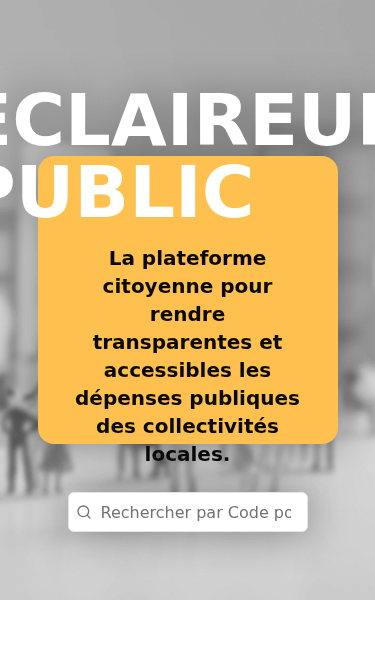 ECLAIREUR
PUBLIC
La plateforme
citoyenne pour
rendre
transparentes et
accessibles les
dépenses publiques
des collectivités
locales.
Rechercher par Code po